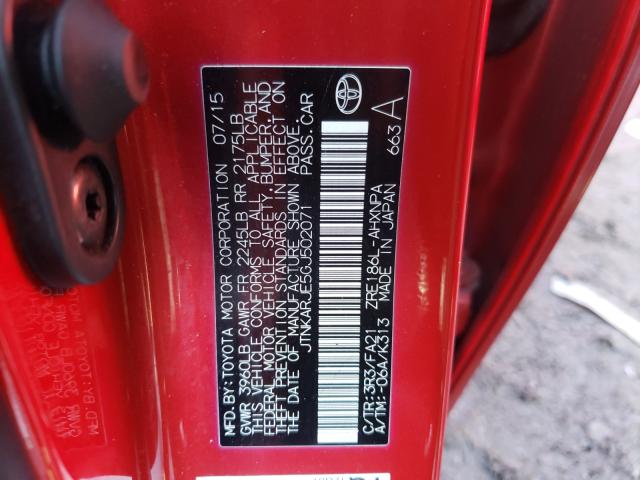 MFD.BY:TOYOTA MOTOR CORPORATION 07/15
GVWR 3960LB GAWR FR 2245LB RR 2175LB
THIS VEHICLE CONFORMS TO ALL APPLICABLE
FEDERAL MOTOR VEHICLE SAFETY, BUMPER, AND
THEFT PREVENTION STANDARDS IN EFFECT ON
THE DATE OF MANUFACTURE SHOWN ABOVE.
JTNKARJE5GJ502071 PASS.CAR
ZRE186L-AHXNPA
C/TR:3R3/FA21
A/TM:-06A/K313 MADE IN JAPAN 663 A